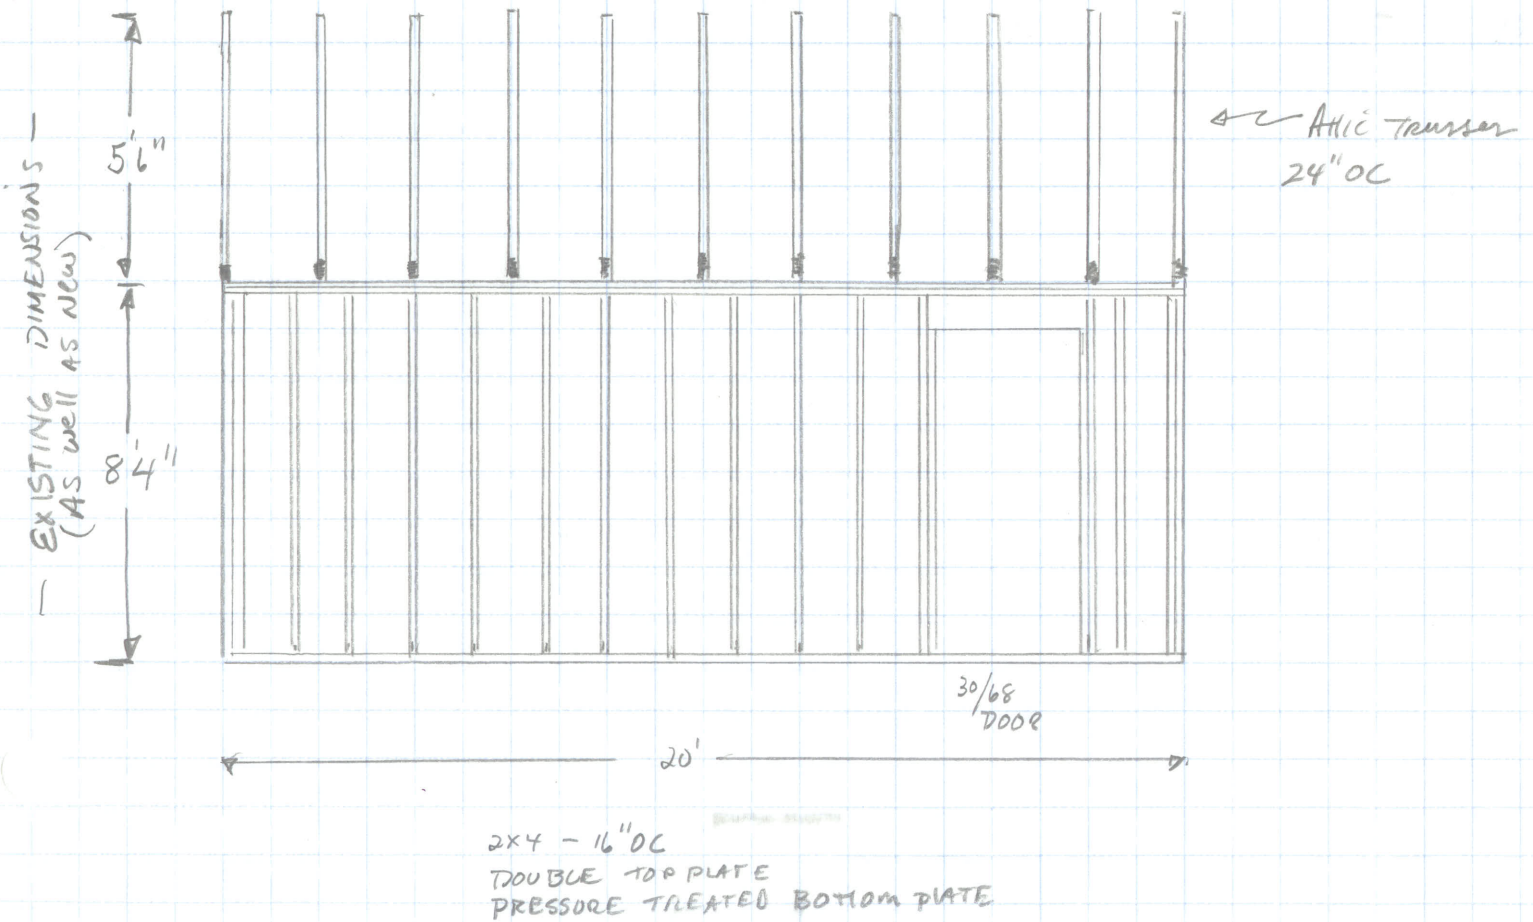 5'6"
Attic Trusses
24" OC
— EXISTING DIMENSIONS —
(AS well AS NEW)
8'4"
30/68
DOOR
20'
2x4 - 16" OC
DOUBLE TOP PLATE
PRESSURE TREATED BOTTOM PLATE